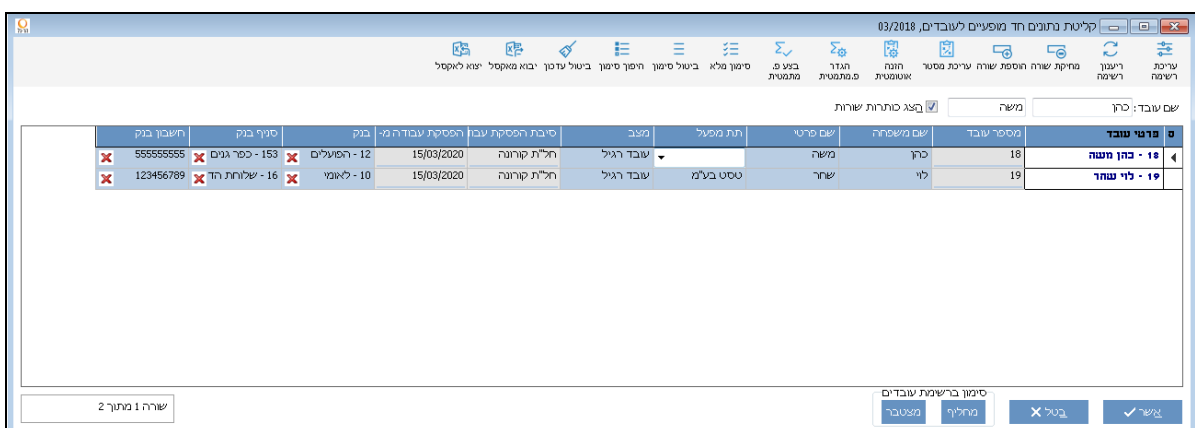 קליטת נתונים חד מופעיים לעובדים, 03/2018
עריכת רשימה ריענון רשימה מחיקת שורה הוספת שורה עריכת מסטר הזנה אוטומטית הגדר פ.מתמטית בצע פ. מתמטית סימון מלא ביטול סימון היפוך סימון ביטול עדכון יבוא מאקסל יצוא לאקסל
שם עובד: כהן משה הצג כותרות שורות
ס פרטי עובד מספר עובד שם משפחה שם פרטי תת מפעל מצב סיבת הפסקת עבו הפסקת עבודה מ- בנק סניף בנק חשבון בנק
18 - כהן משה 18 כהן משה עובד רגיל חל"ת קורונה 15/03/2020 12 - הפועלים 153 - כפר גנים 555555555
19 - לוי שחר 19 לוי שחר טסט בע"מ עובד רגיל חל"ת קורונה 15/03/2020 10 - לאומי 16 - שלוחת הד 123456789
סימון ברשימת עובדים
אשר בטל מחליף מצטבר שורה 1 מתוך 2